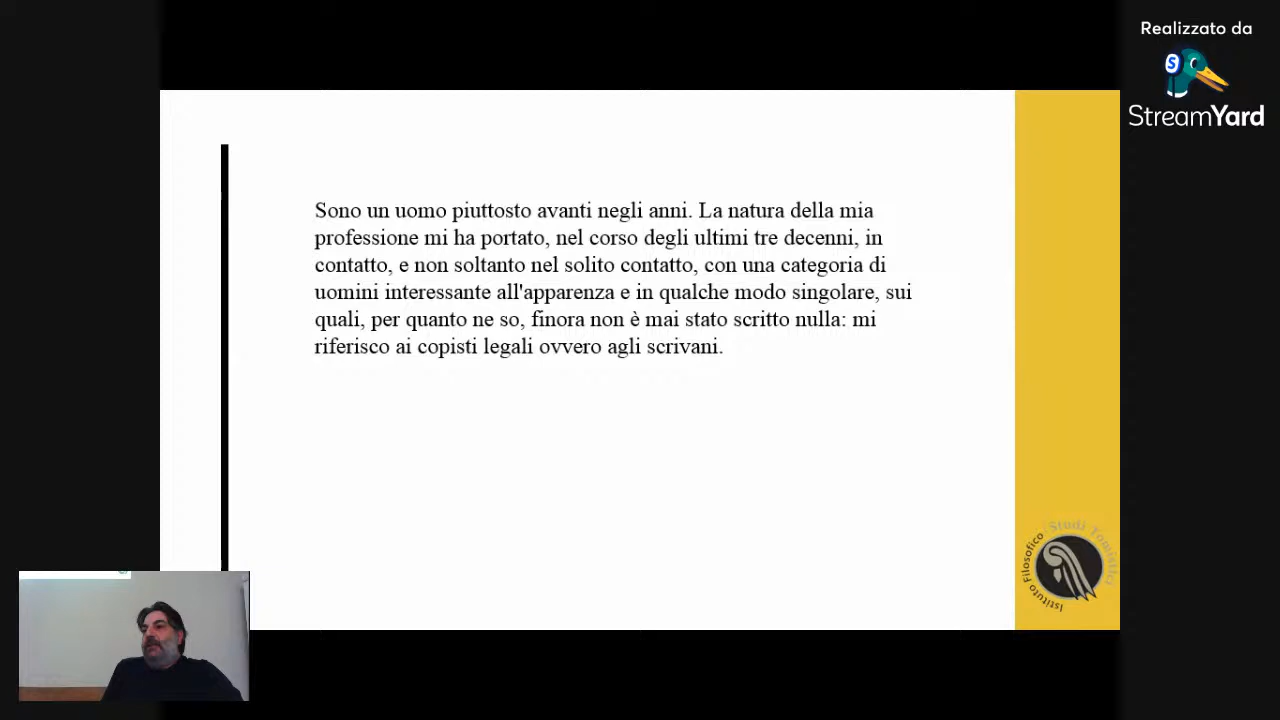 Realizzato da
S
StreamYard
Sono un uomo piuttosto avanti negli anni. La natura della mia
professione mi ha portato, nel corso degli ultimi tre decenni, in
contatto, e non soltanto nel solito contatto, con una categoria di
uomini interessante all'apparenza e in qualche modo singolare, sui
quali, per quanto ne so, finora non è mai stato scritto nulla: mi
riferisco ai copisti legali ovvero agli scrivani.
Istituto Filosofico Studi Tomistici